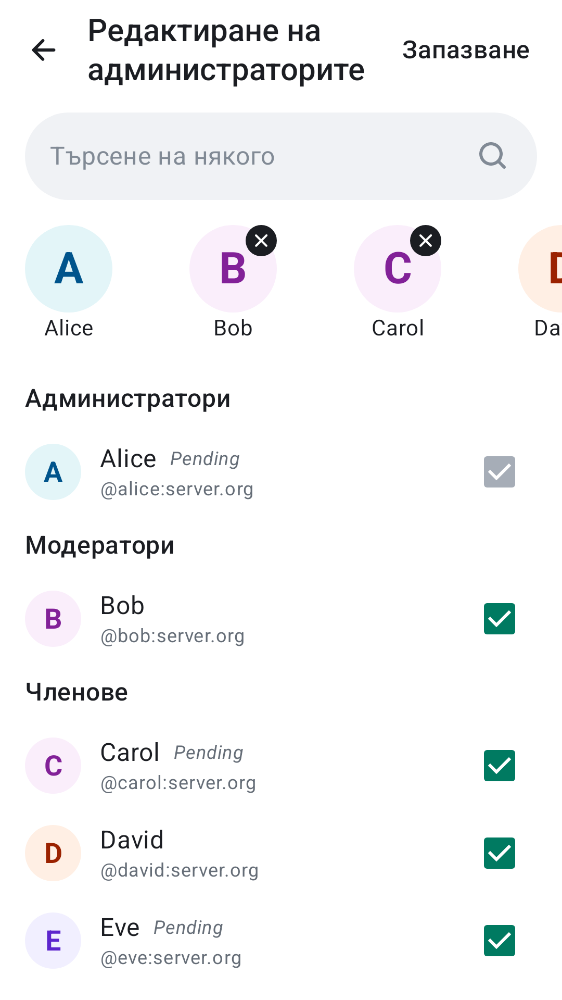 Редактиране на
администраторите
Запазване
Търсене на някого
A
B
C
D
Alice
Bob
Carol
Da
Администратори
A
Alice Pending
@alice:server.org
Модератори
B
Bob
@bob:server.org
Членове
C
Carol Pending
@carol:server.org
D
David
@david:server.org
E
Eve Pending
@eve:server.org